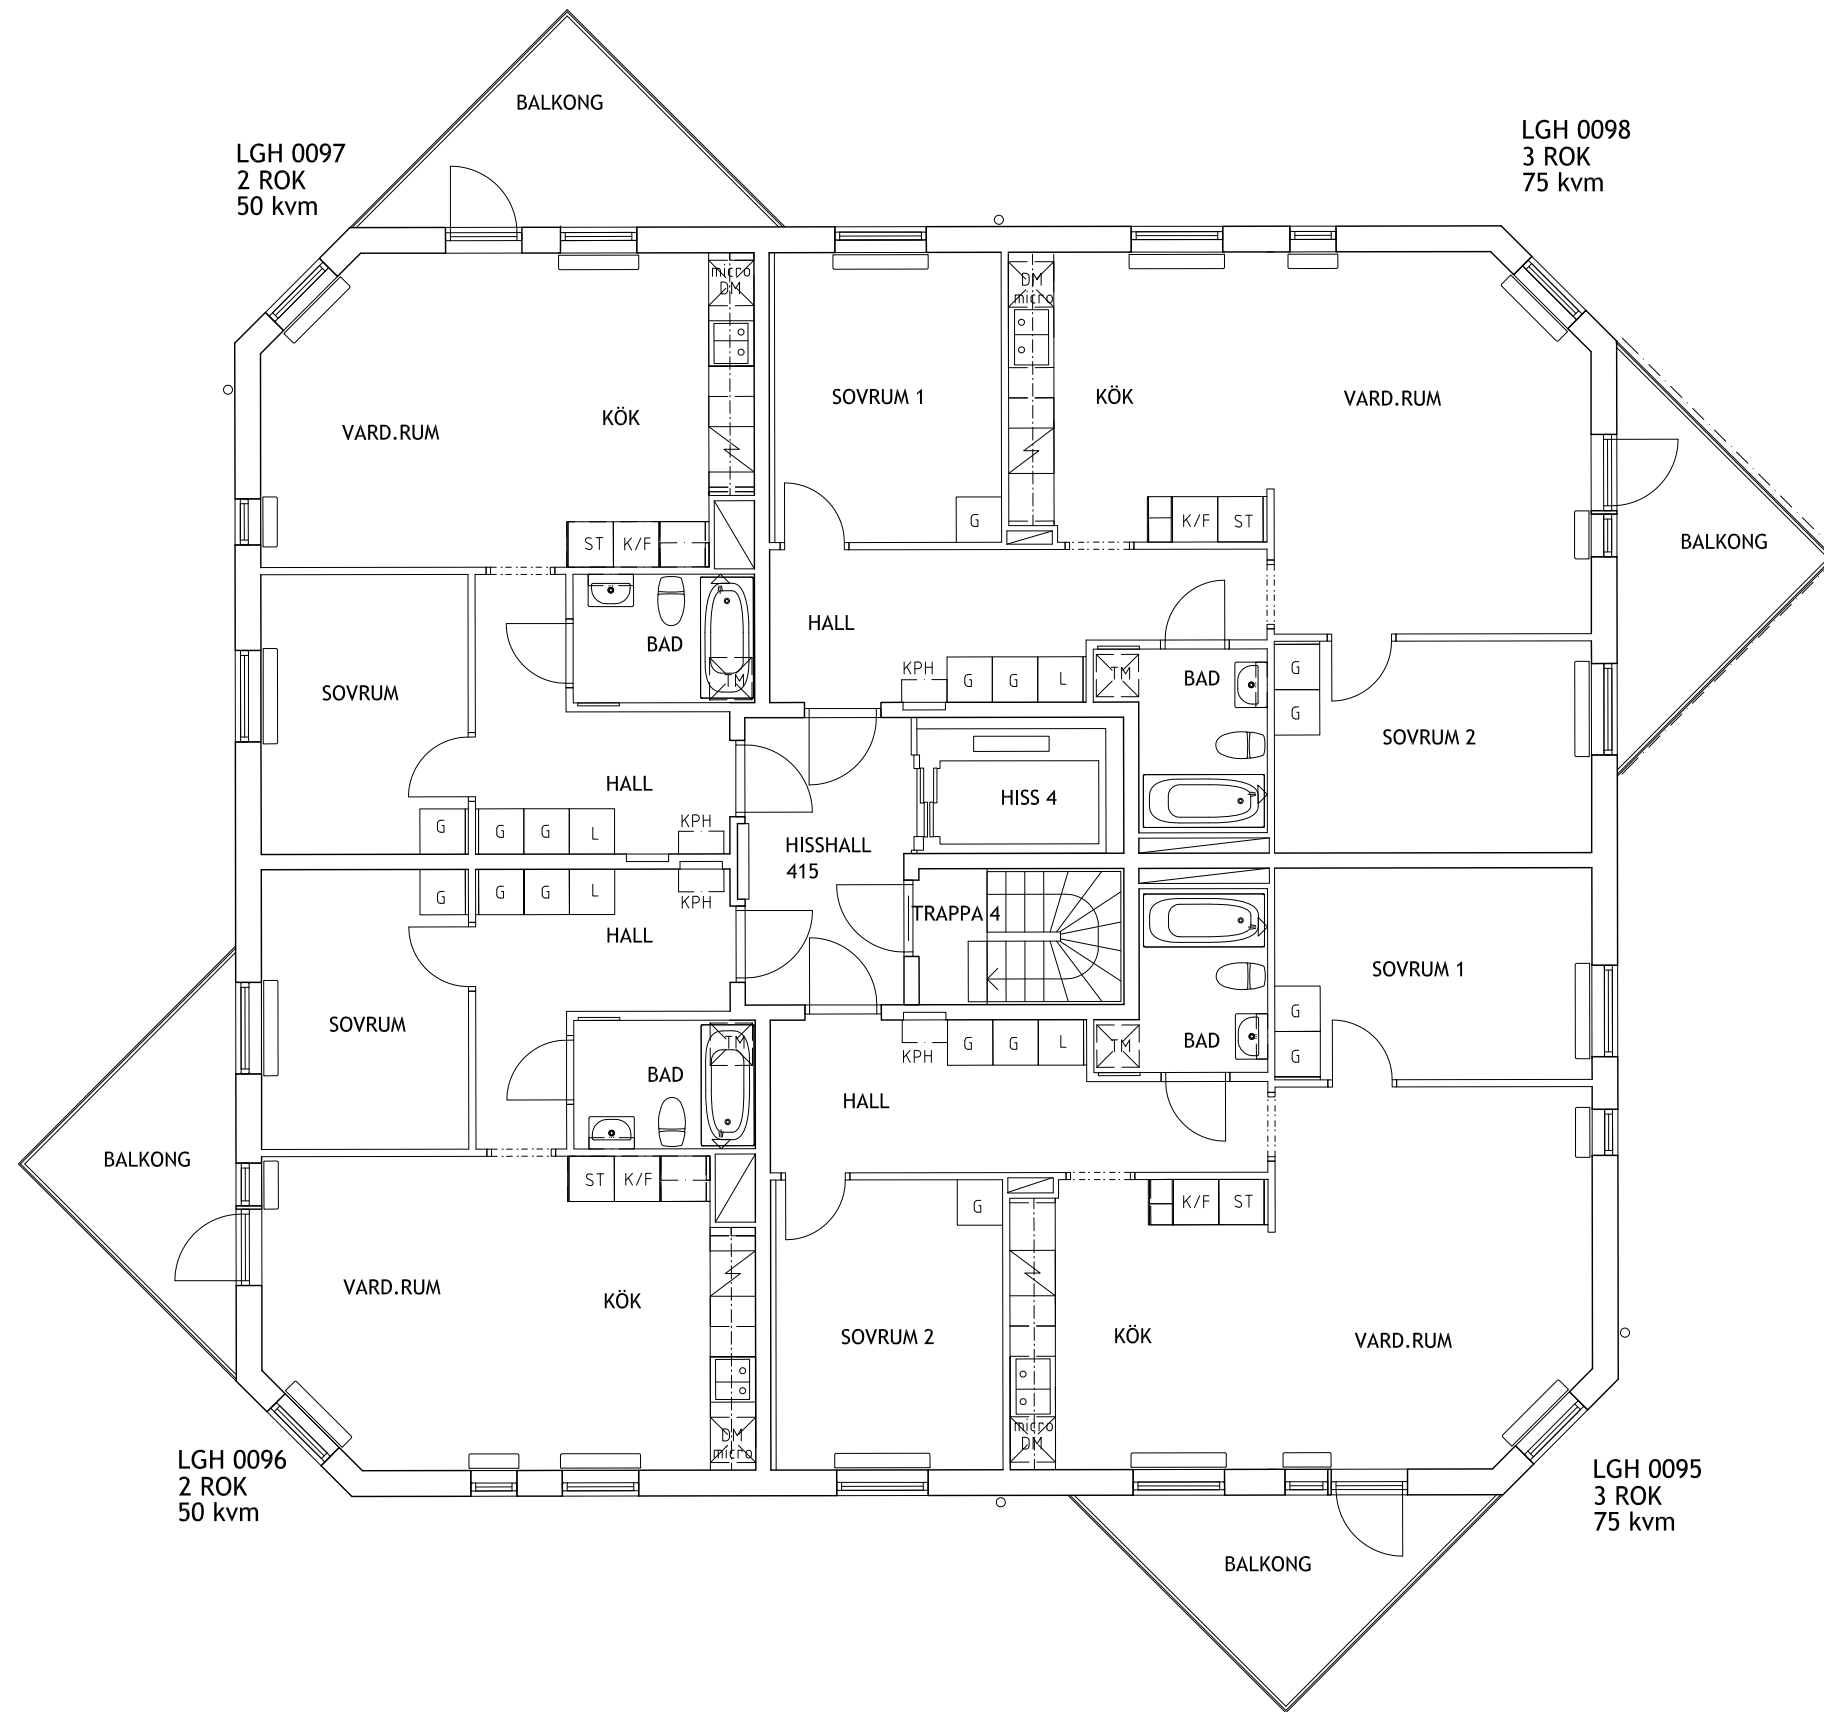 BALKONG
LGH 0097
2 ROK
50 kvm
LGH 0098
3 ROK
75 kvm
micro
DM
DM
micro
SOVRUM 1
KÖK
VARD.RUM
VARD.RUM
KÖK
G
K/F
ST
ST
K/F
BALKONG
HALL
BAD
KPH
G
G
L
TM
BAD
G
G
TM
SOVRUM
SOVRUM 2
HALL
HISS 4
KPH
G
G
G
L
HISSHALL
415
G
G
G
L
KPH
TRAPPA 4
HALL
SOVRUM 1
SOVRUM
G
G
TM
KPH
G
G
L
TM
BAD
BAD
HALL
BALKONG
ST
K/F
G
K/F
ST
VARD.RUM
KÖK
SOVRUM 2
KÖK
VARD.RUM
DM
micro
micro
DM
LGH 0096
2 ROK
50 kvm
LGH 0095
3 ROK
75 kvm
BALKONG